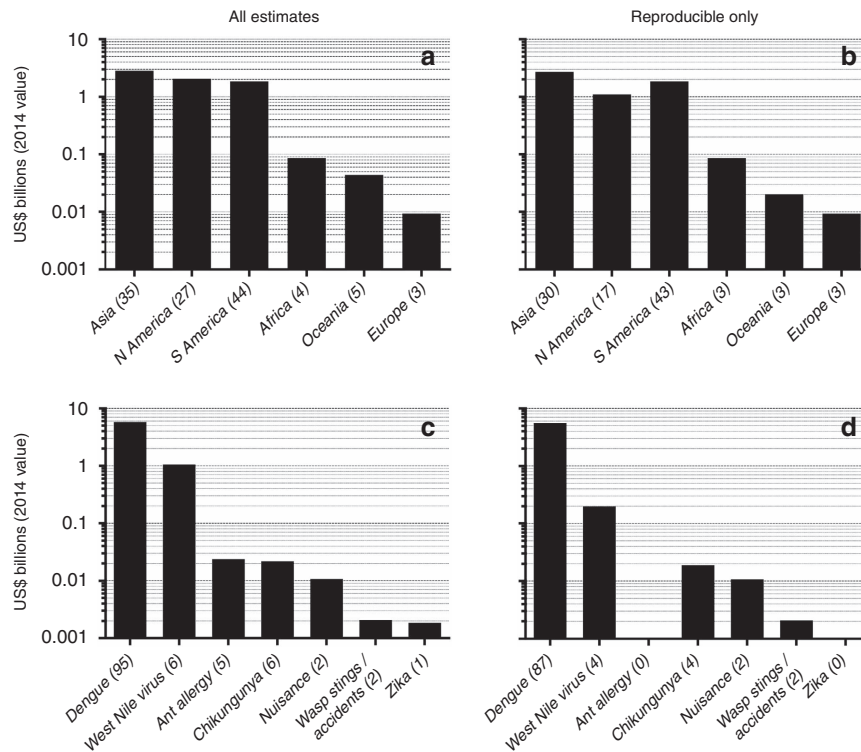 All estimates
Reproducible only
US$ billions (2014 value)
10
1
0.1
0.01
0.001
a
Asia (35)
N America (27)
S America (44)
Africa (4)
Oceania (5)
Europe (3)
b
Asia (30)
N America (17)
S America (43)
Africa (3)
Oceania (3)
Europe (3)
US$ billions (2014 value)
10
1
0.1
0.01
0.001
c
Dengue (95)
West Nile virus (6)
Ant allergy (5)
Chikungunya (6)
Nuisance (2)
Wasp stings /
accidents (2)
Zika (1)
d
Dengue (87)
West Nile virus (4)
Ant allergy (0)
Chikungunya (4)
Nuisance (2)
Wasp stings /
accidents (2)
Zika (0)